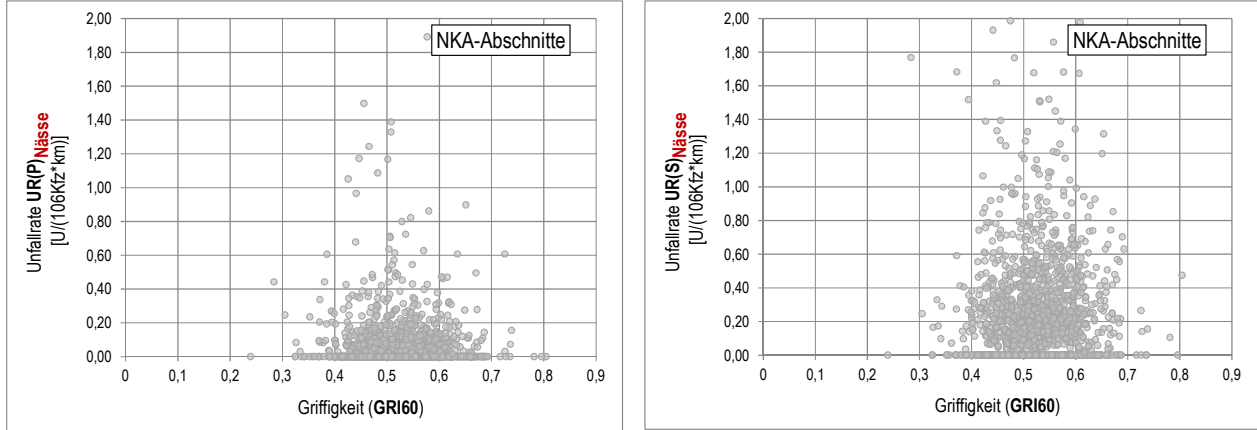 2,00
1,80
1,60
1,40
1,20
1,00
0,80
0,60
0,40
0,20
0,00
0 0,1 0,2 0,3 0,4 0,5 0,6 0,7 0,8 0,9
Unfallrate UR(P)Nässe
[U/(106Kfz*km)]
Griffigkeit (GRI60)
NKA-Abschnitte
2,00
1,80
1,60
1,40
1,20
1,00
0,80
0,60
0,40
0,20
0,00
0 0,1 0,2 0,3 0,4 0,5 0,6 0,7 0,8 0,9
Unfallrate UR(S)Nässe
[U/(106Kfz*km)]
Griffigkeit (GRI60)
NKA-Abschnitte